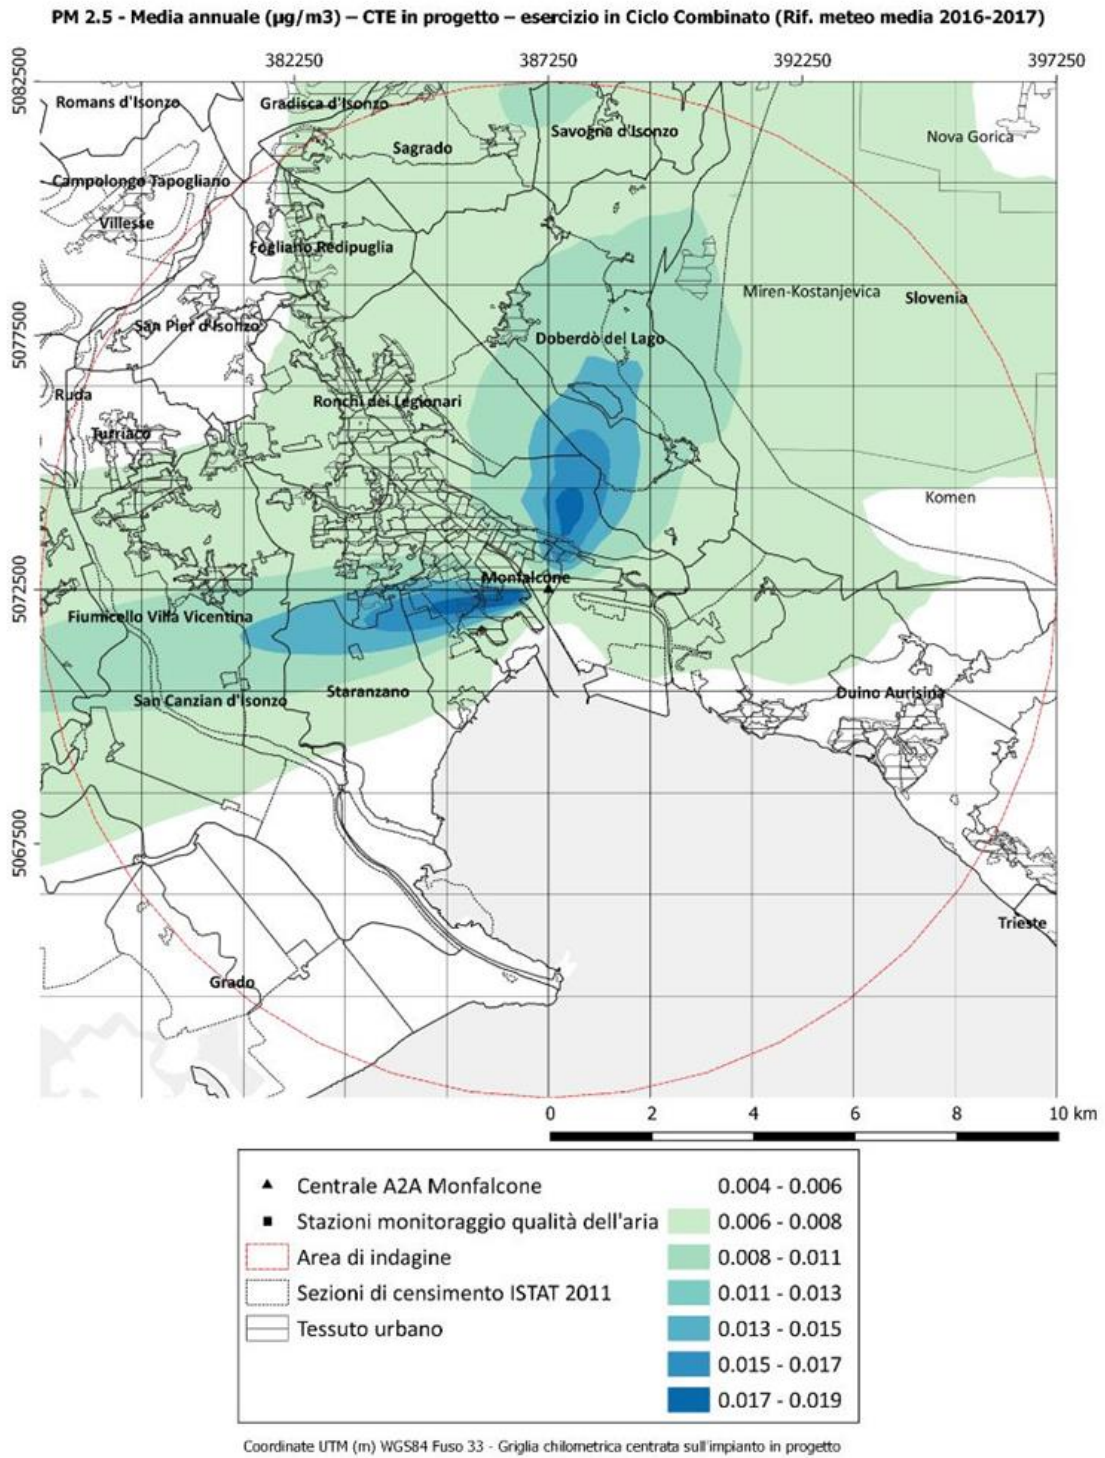 PM 2.5 - Media annuale (µg/m3) – CTE in progetto – esercizio in Ciclo Combinato (Rif. meteo media 2016-2017)
382250 387250 392250 397250
5082500
Romans d'Isonzo
Gradisca d'Isonzo
Savogna d'Isonzo
Nova Gorica
Sagrado
Campolongo Tapogliano
Villesse
Fogliano Redipuglia
Miren-Kostanjevica
Slovenia
5077500
San Pier d'Isonzo
Doberdò del Lago
Ruda
Ronchi dei Legionari
Turriaco
Komen
5072500
Monfalcone
Fiumicello Villa Vicentina
San Canzian d'Isonzo
Staranzano
Duino Aurisina
5067500
Trieste
Grado
0 2 4 6 8 10 km
Centrale A2A Monfalcone
Stazioni monitoraggio qualità dell'aria
Area di indagine
Sezioni di censimento ISTAT 2011
Tessuto urbano
0.004 - 0.006
0.006 - 0.008
0.008 - 0.011
0.011 - 0.013
0.013 - 0.015
0.015 - 0.017
0.017 - 0.019
Coordinate UTM (m) WGS84 Fuso 33 - Griglia chilometrica centrata sull'impianto in progetto